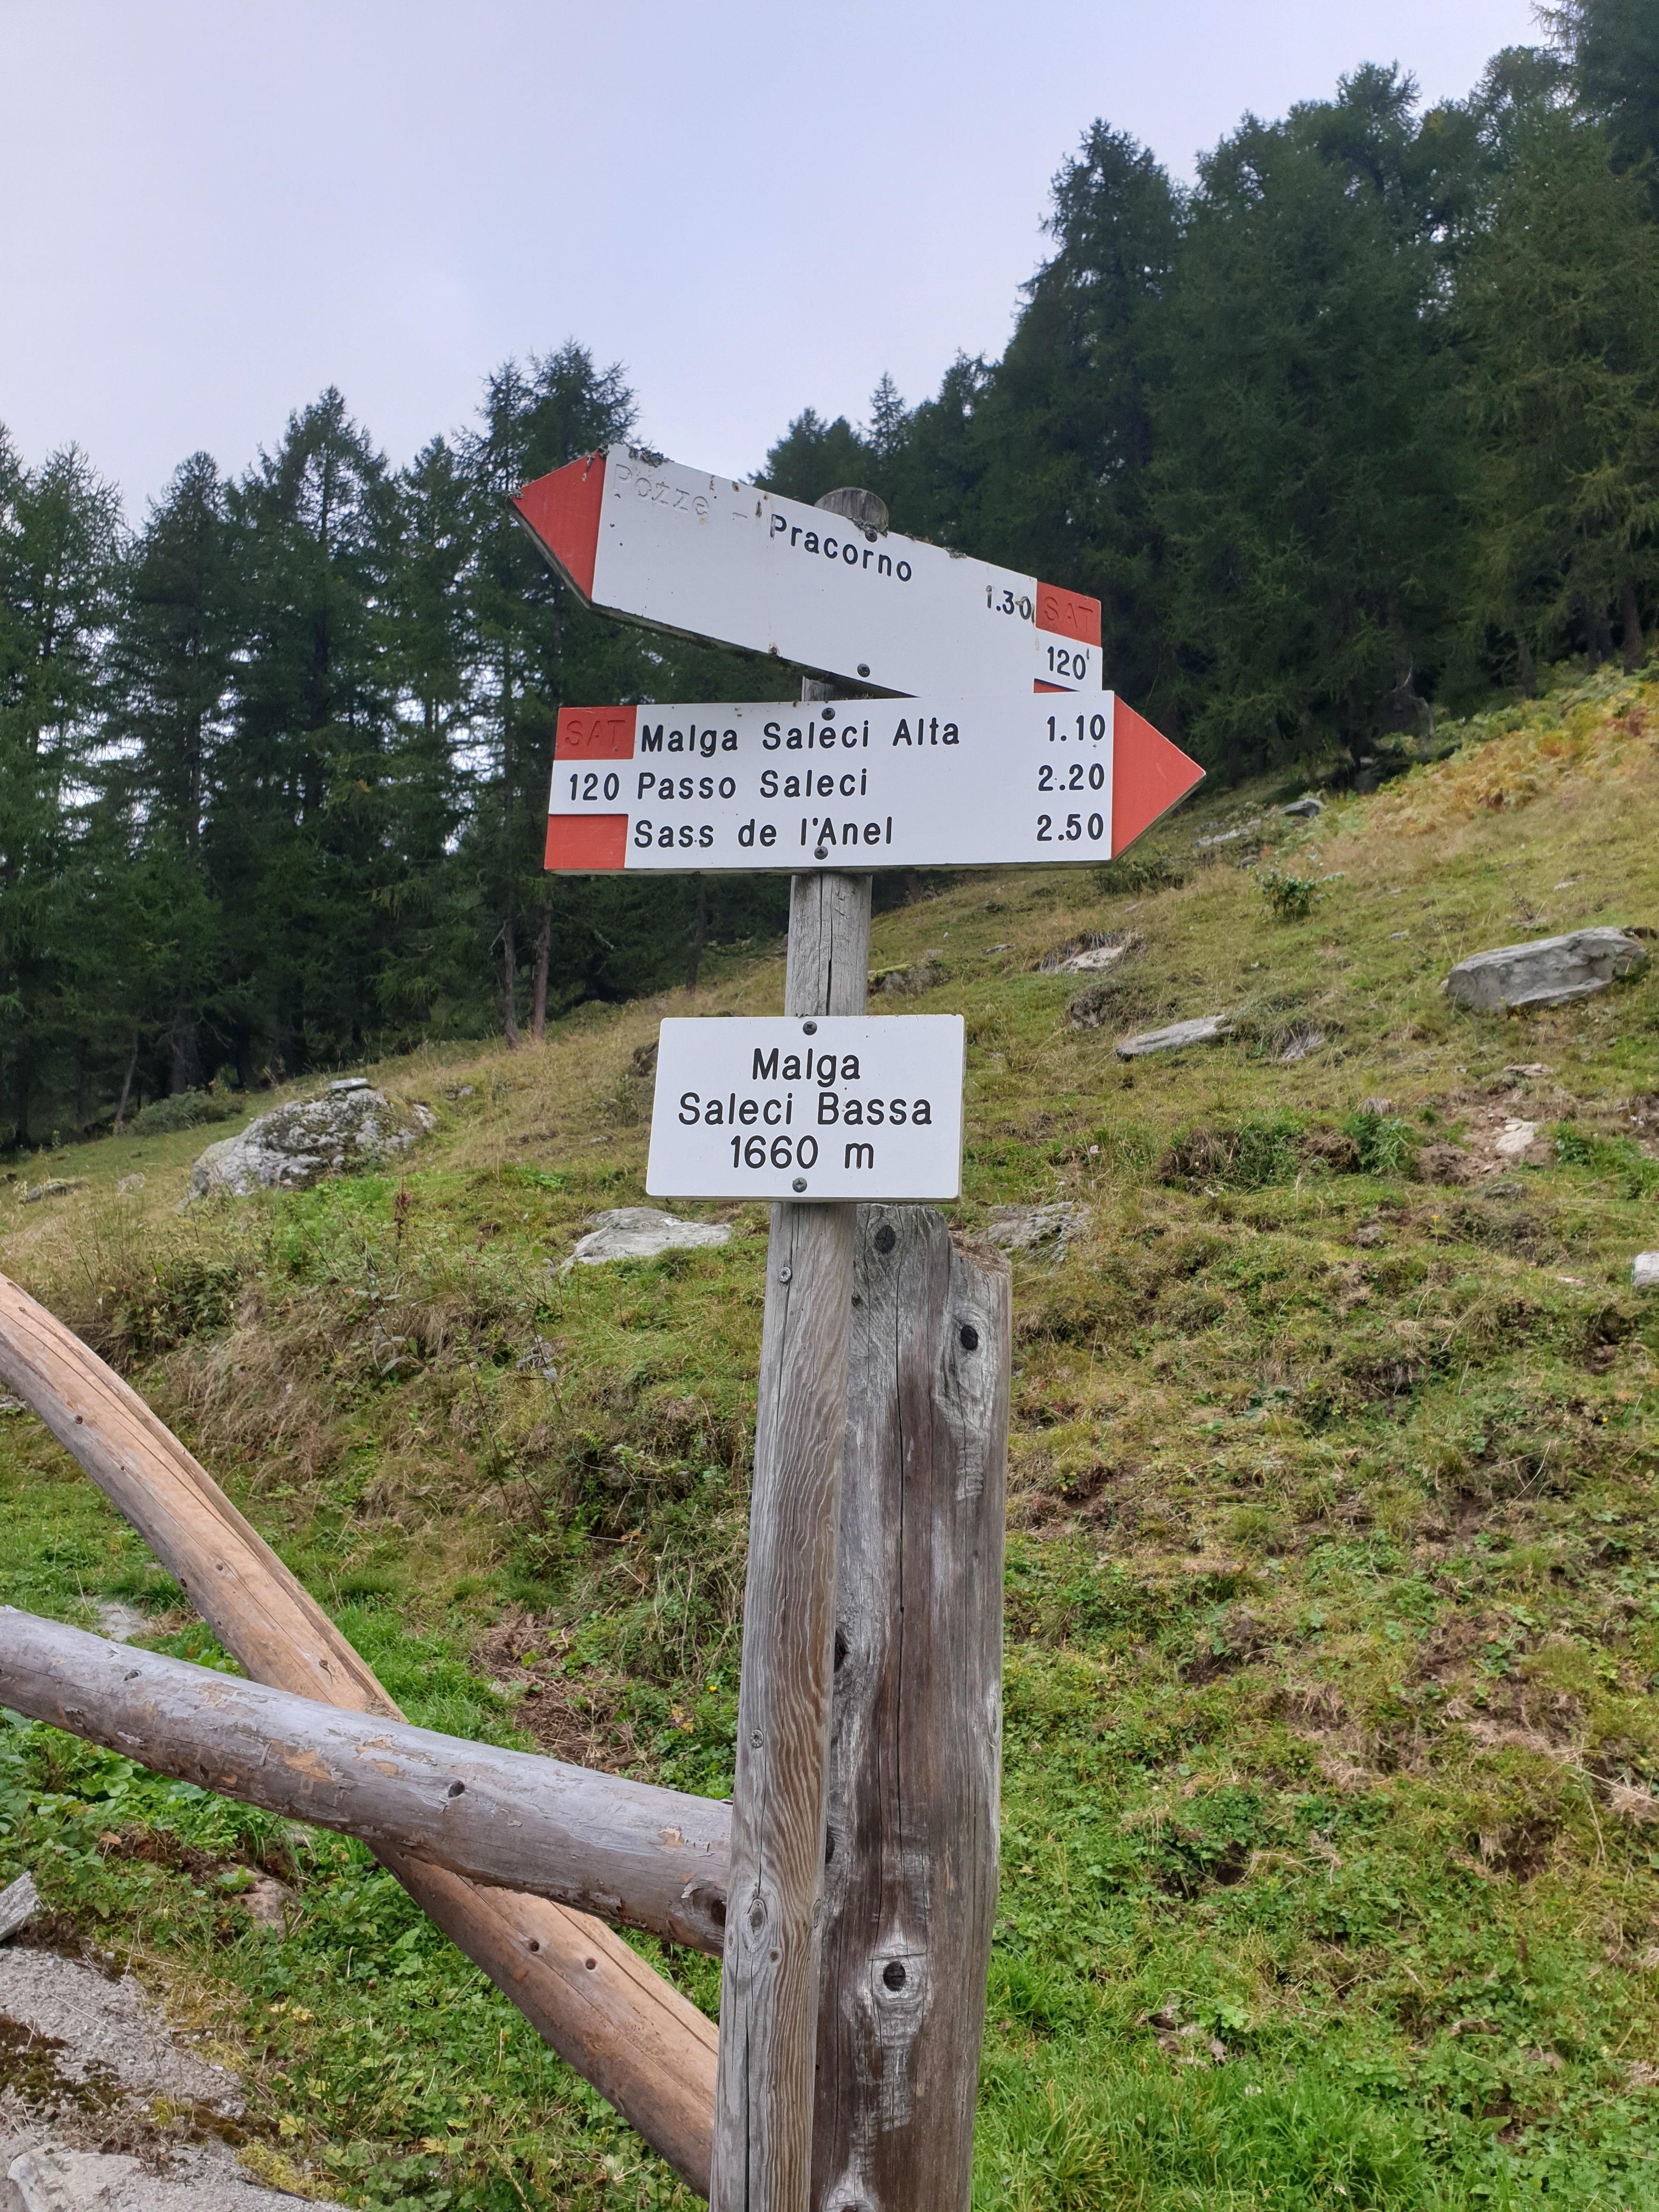 Pozze - Pracorno
1.30 SAT
120
SAT Malga Saleci Alta 1.10
120 Passo Saleci 2.20
Sass de l'Anel 2.50
Malga
Saleci Bassa
1660 m